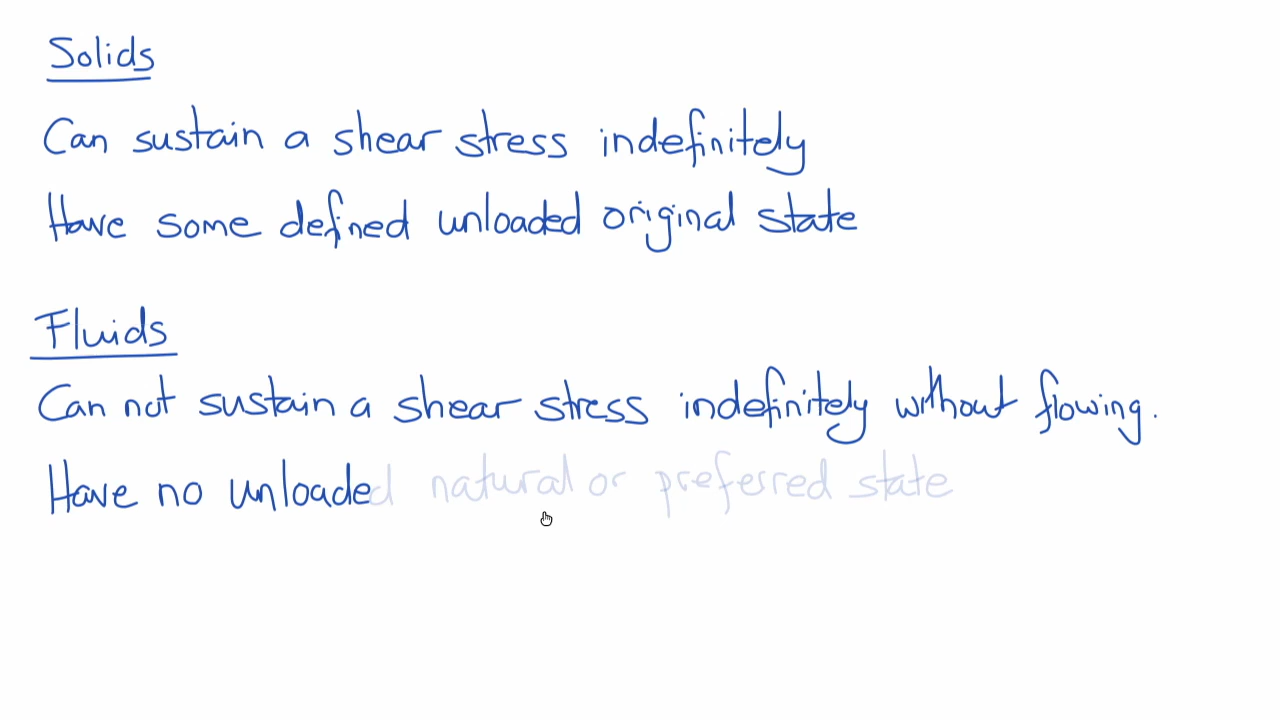 Solids
Can sustain a shear stress indefinitely
Have some defined unloaded original state
Fluids
Can not sustain a shear stress indefinitely without flowing.
Have no unloaded natural or preferred state